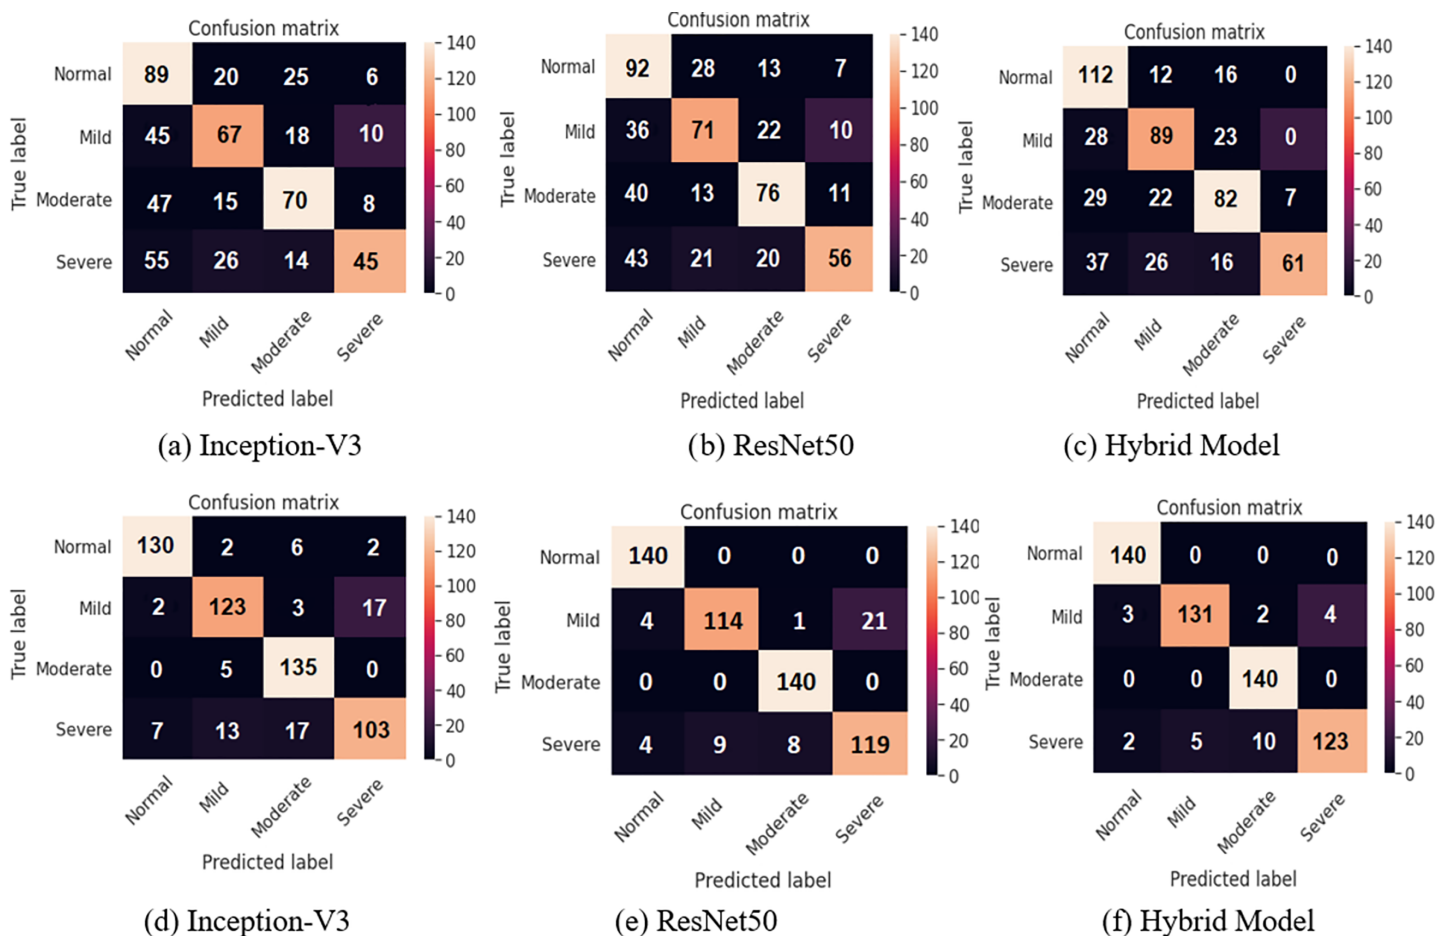 Confusion matrix
True label
Normal 89 20 25 6
Mild 45 67 18 10
Moderate 47 15 70 8
Severe 55 26 14 45
140
120
100
80
60
40
20
0
Normal Mild Moderate Severe
Predicted label
(a) Inception-V3
Confusion matrix
True label
Normal 92 28 13 7
Mild 36 71 22 10
Moderate 40 13 76 11
Severe 43 21 20 56
140
120
100
80
60
40
20
0
Normal Mild Moderate Severe
Predicted label
(b) ResNet50
Confusion matrix
True label
Normal 112 12 16 0
Mild 28 89 23 0
Moderate 29 22 82 7
Severe 37 26 16 61
140
120
100
80
60
40
20
0
Normal Mild Moderate Severe
Predicted label
(c) Hybrid Model
Confusion matrix
True label
Normal 130 2 6 2
Mild 2 123 3 17
Moderate 0 5 135 0
Severe 7 13 17 103
140
120
100
80
60
40
20
0
Normal Mild Moderate Severe
Predicted label
(d) Inception-V3
Confusion matrix
True label
Normal 140 0 0 0
Mild 4 114 1 21
Moderate 0 0 140 0
Severe 4 9 8 119
140
120
100
80
60
40
20
0
Normal Mild Moderate Severe
Predicted label
(e) ResNet50
Confusion matrix
True label
Normal 140 0 0 0
Mild 3 131 2 4
Moderate 0 0 140 0
Severe 2 5 10 123
140
120
100
80
60
40
20
0
Normal Mild Moderate Severe
Predicted label
(f) Hybrid Model